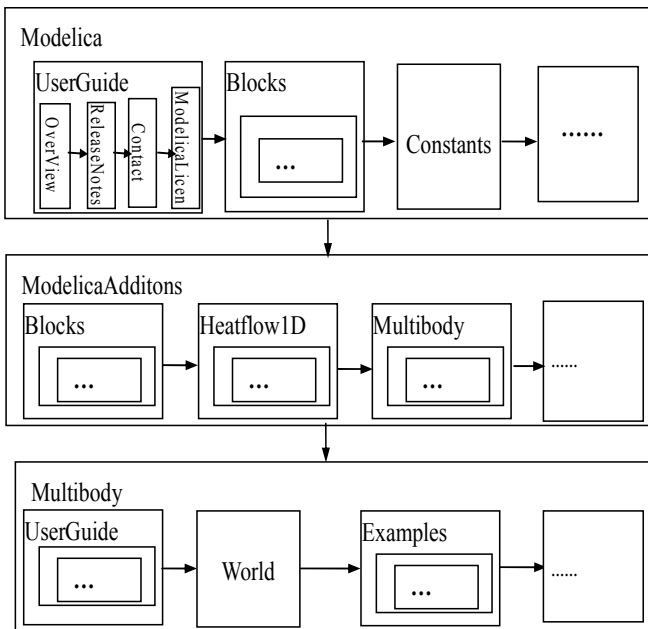 Modelica
UserGuide
OverView
ReleaseNotes
Contact
ModelicaLicen
Blocks
...
Constants
......
ModelicaAdditons
Blocks
...
Heatflow1D
...
Multibody
...
......
Multibody
UserGuide
...
World
Examples
...
......